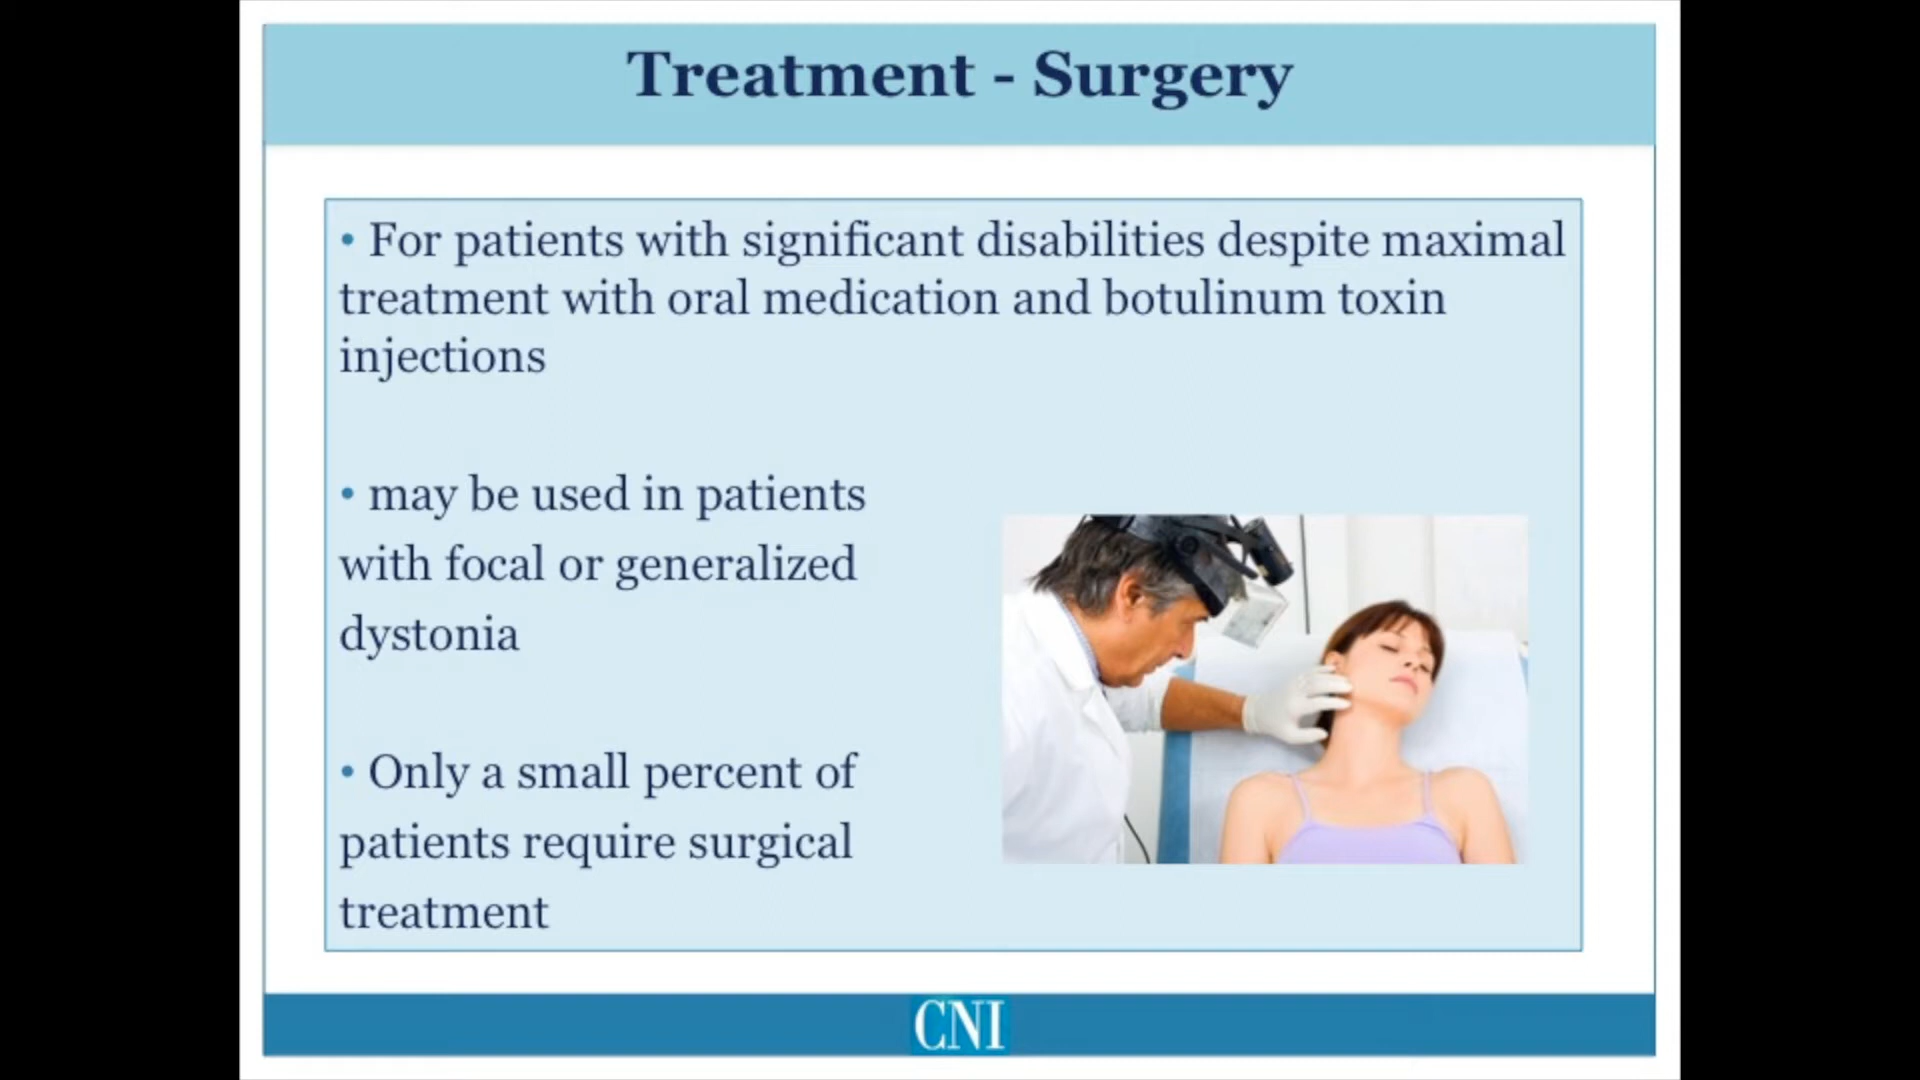 Treatment - Surgery
• For patients with significant disabilities despite maximal
treatment with oral medication and botulinum toxin
injections
• may be used in patients
with focal or generalized
dystonia
• Only a small percent of
patients require surgical
treatment
CNI